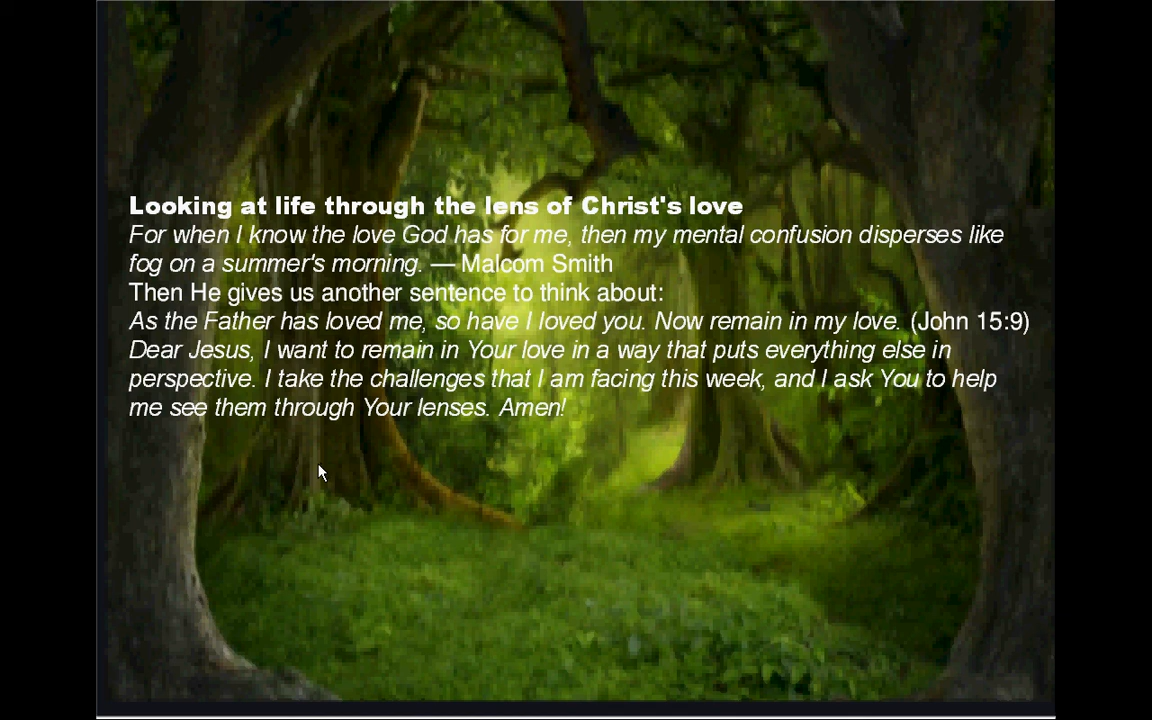 Looking at life through the lens of Christ's love
For when I know the love God has for me, then my mental confusion disperses like
fog on a summer's morning. — Malcom Smith
Then He gives us another sentence to think about:
As the Father has loved me, so have I loved you. Now remain in my love. (John 15:9)
Dear Jesus, I want to remain in Your love in a way that puts everything else in
perspective. I take the challenges that I am facing this week, and I ask You to help
me see them through Your lenses. Amen!